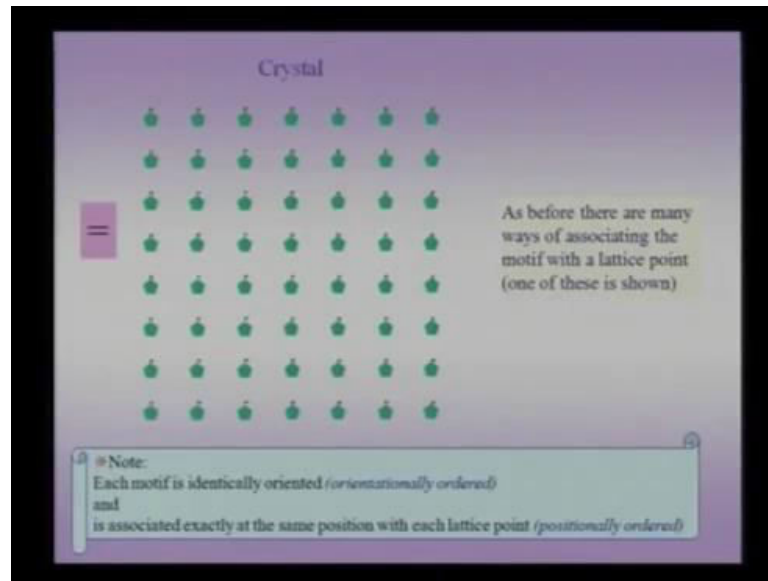 Crystal
=
As before there are many
ways of associating the
motif with a lattice point
(one of these is shown)
Note:
Each motif is identically oriented (orientationally ordered)
and
is associated exactly at the same position with each lattice point (positionally ordered)